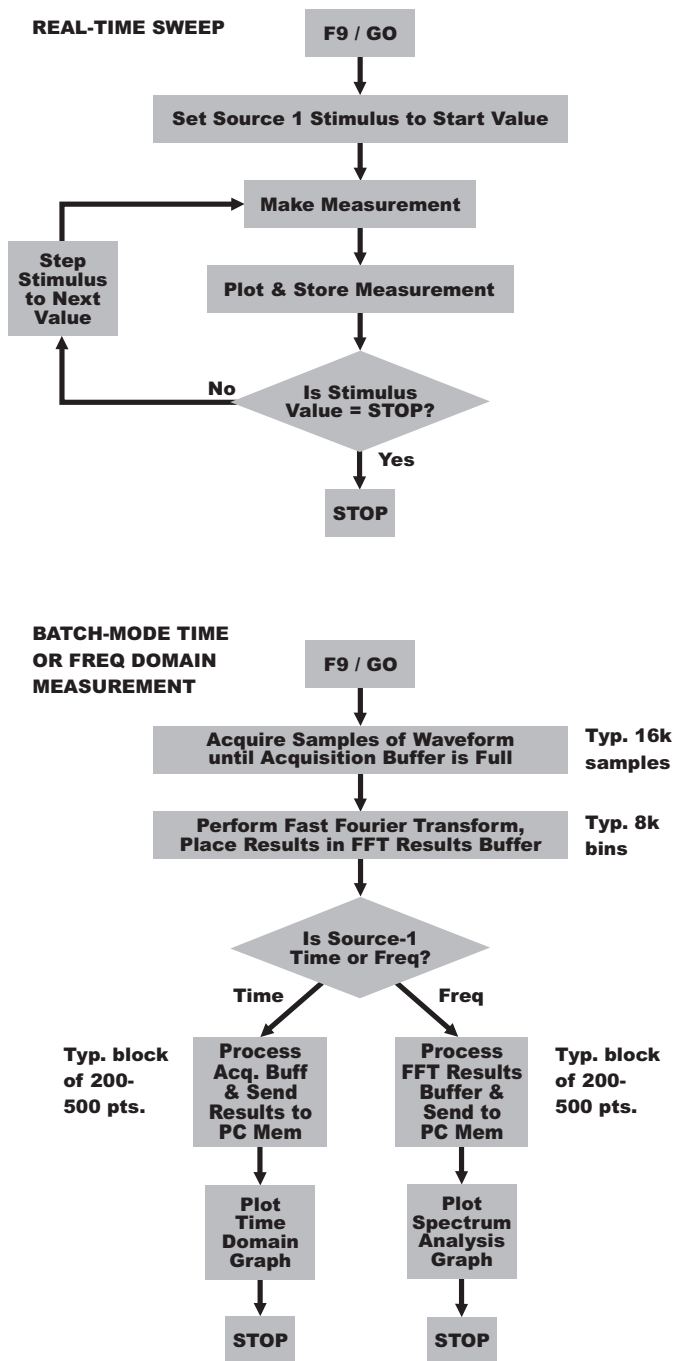 REAL-TIME SWEEP
F9 / GO
Set Source 1 Stimulus to Start Value
Make Measurement
Step
Stimulus
to Next
Value
Plot & Store Measurement
No
Is Stimulus
Value = STOP?
Yes
STOP
BATCH-MODE TIME
OR FREQ DOMAIN
MEASUREMENT
F9 / GO
Acquire Samples of Waveform
until Acquisition Buffer is Full
Typ. 16k
samples
Perform Fast Fourier Transform,
Place Results in FFT Results Buffer
Typ. 8k
bins
Is Source-1
Time or Freq?
Time
Freq
Typ. block
of 200-
500 pts.
Process
Acq. Buff
& Send
Results to
PC Mem
Process
FFT Results
Buffer &
Send to
PC Mem
Typ. block
of 200-
500 pts.
Plot
Time
Domain
Graph
Plot
Spectrum
Analysis
Graph
STOP
STOP